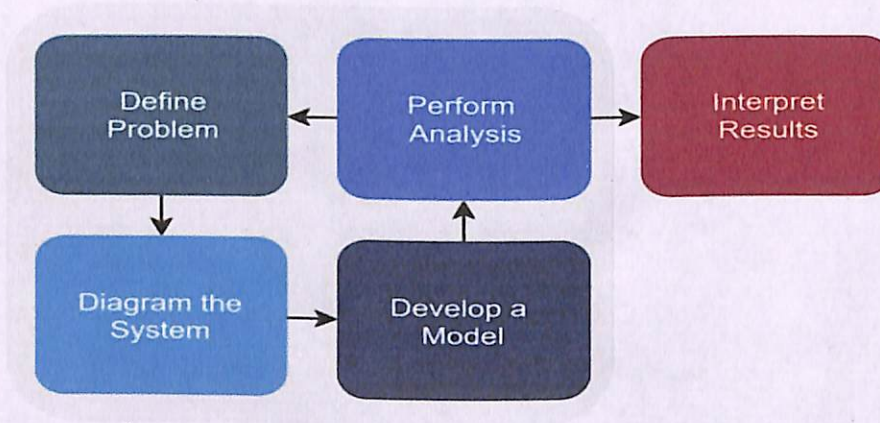 Define
Problem
Perform
Analysis
Interpret
Results
Diagram the
System
Develop a
Model